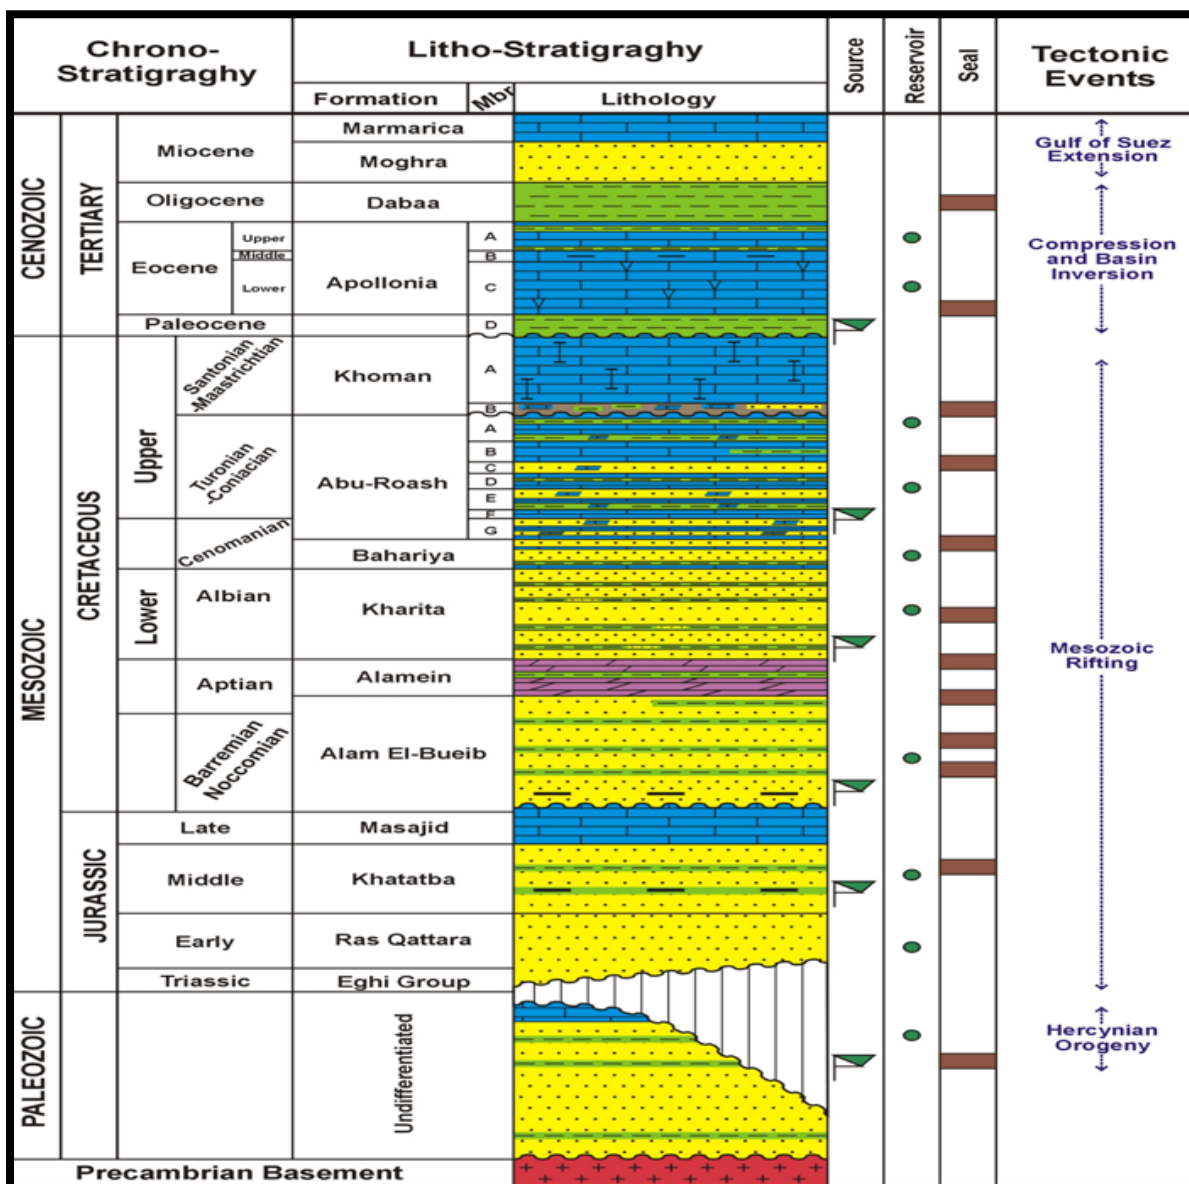 Chrono-
Stratigraghy
Litho-Stratigraghy
Formation
Mbr
Lithology
Source
Reservoir
Seal
Tectonic
Events
CENOZOIC
TERTIARY
Miocene
Marmarica
Moghra
Gulf of Suez
Extension
Oligocene
Dabaa
Eocene
Upper
Middle
Lower
Apollonia
A
B
C
Compression
and Basin
Inversion
Paleocene
D
MESOZOIC
CRETACEOUS
Upper
Santonian
-Maastrichtian
Khoman
A
B
Turonian
-Coniacian
Abu-Roash
A
B
C
D
E
F
G
Cenomanian
Bahariya
Lower
Albian
Kharita
Mesozoic
Rifting
Aptian
Alamein
Barremian
Noccomian
Alam El-Bueib
JURASSIC
Late
Masajid
Middle
Khatatba
Early
Ras Qattara
Triassic
Eghi Group
PALEOZOIC
Undifferentiated
Hercynian
Orogeny
Precambrian Basement